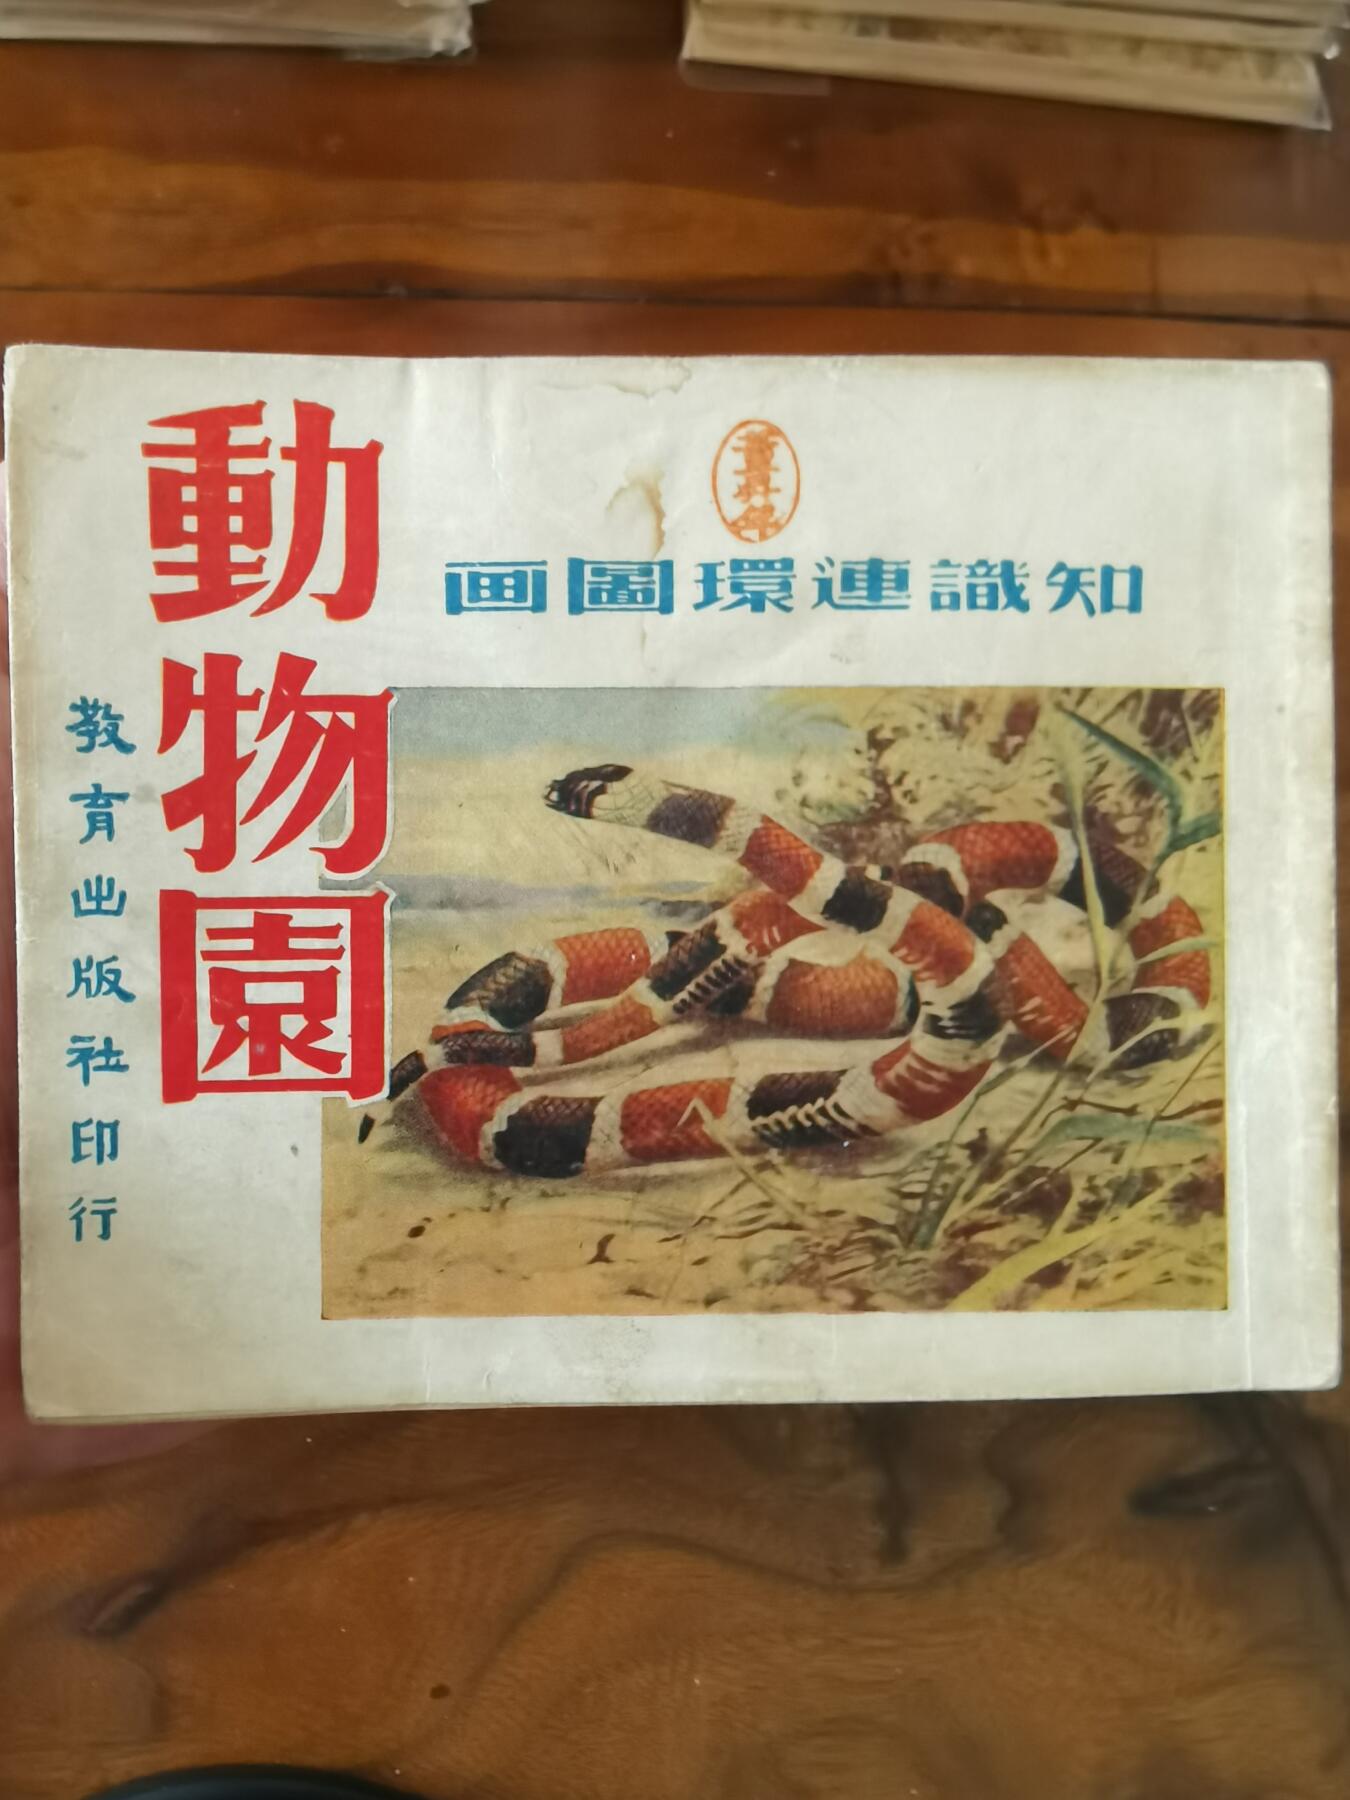 知識連環圖画
動物園
教育出版社印行